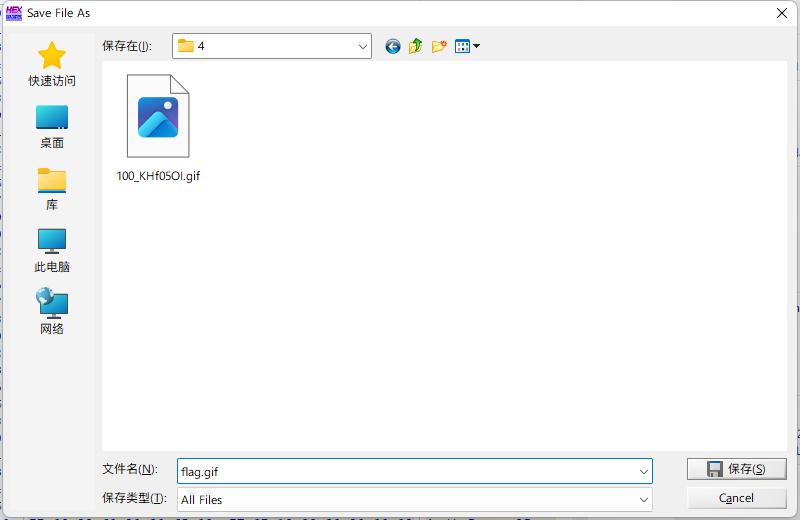 Save File As
保存在(I):
4
快速访问
桌面
库
此电脑
网络
100_KHf05OI.gif
文件名(N):
flag.gif
保存(S)
保存类型(T):
All Files
Cancel